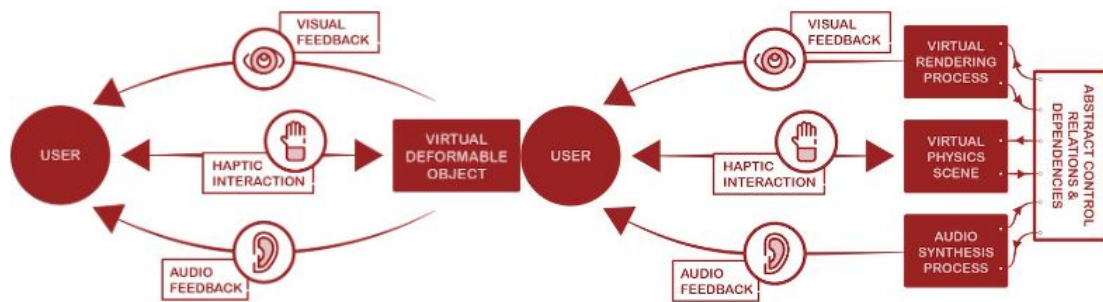 VISUAL
FEEDBACK
USER
HAPTIC
INTERACTION
VIRTUAL
DEFORMABLE
OBJECT
AUDIO
FEEDBACK
VISUAL
FEEDBACK
USER
HAPTIC
INTERACTION
AUDIO
FEEDBACK
VIRTUAL
RENDERING
PROCESS
VIRTUAL
PHYSICS
SCENE
AUDIO
SYNTHESIS
PROCESS
ABSTRACT CONTROL
RELATIONS &
DEPENDENCIES